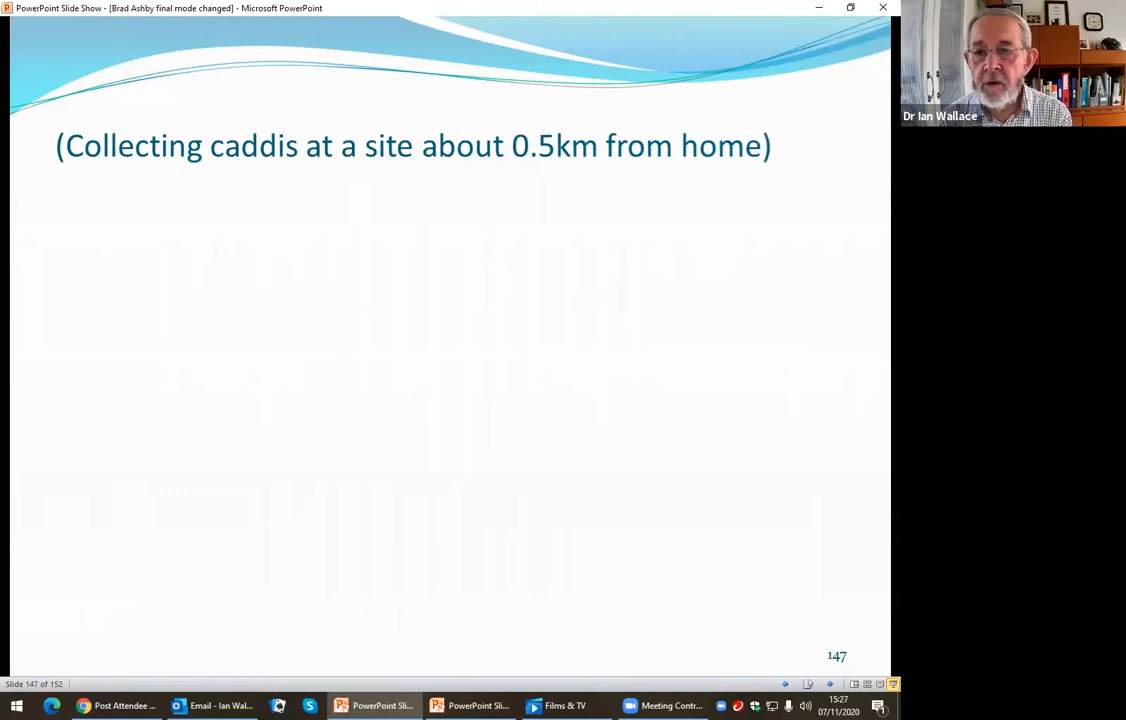 PowerPoint Slide Show - [Brad Ashby final mode changed] - Microsoft PowerPoint
Dr Ian Wallace
(Collecting caddis at a site about 0.5km from home)
147
Slide 147 of 152
Post Attendee ...
Email - Ian Wal...
PowerPoint Sli...
PowerPoint Sli...
Films & TV
Meeting Contr...
15:27
07/11/2020